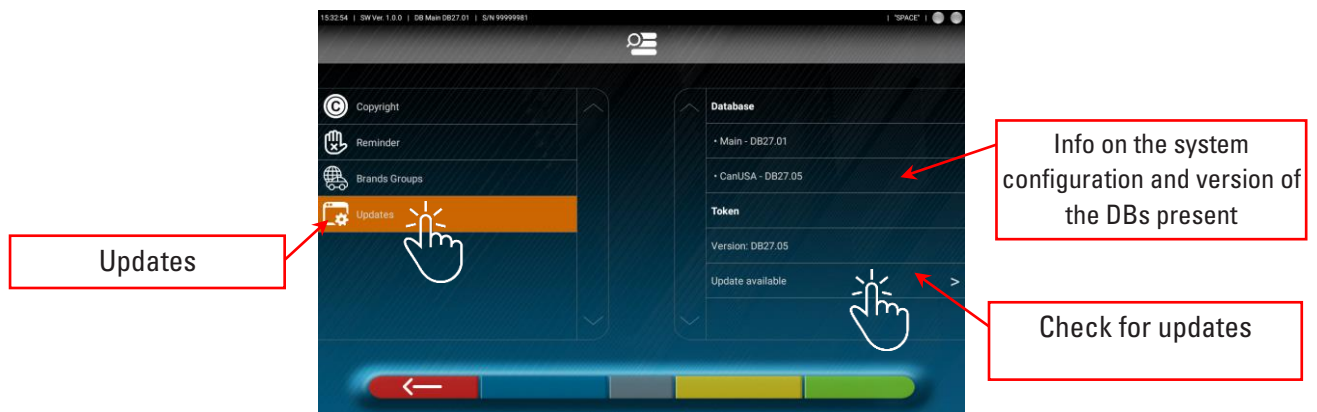 15:32:54 | SW Ver. 1.0.0 | DB Main DB27.01 | S/N 99999981 | "SPACE" |
Copyright
Reminder
Brands Groups
Updates
Database
• Main - DB27.01
• CanUSA - DB27.05
Token
Version: DB27.05
Update available >
Updates
Info on the system
configuration and version of
the DBs present
Check for updates